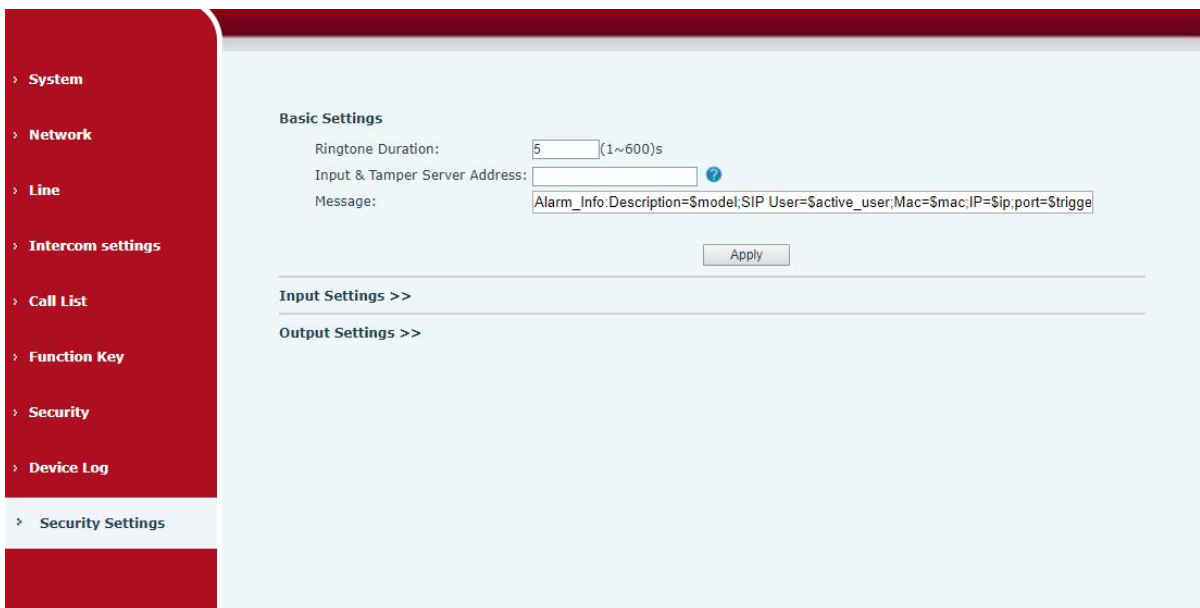 System
Network
Line
Intercom settings
Call List
Function Key
Security
Device Log
Security Settings
Basic Settings
Ringtone Duration: 5 (1~600)s
Input & Tamper Server Address: ?
Message: Alarm_Info:Description=$model;SIP User=$active_user;Mac=$mac;IP=$ip;port=$trigge
Apply
Input Settings >>
Output Settings >>